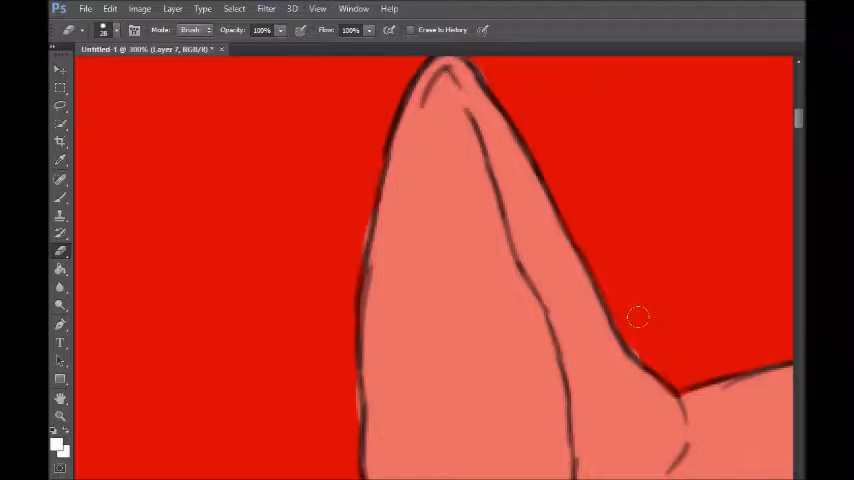 Ps File Edit Image Layer Type Select Filter 3D View Window Help
28 Mode: Brush Opacity: 100% Flow: 100% Erase to History
Untitled-1 @ 300% (Layer 7, RGB/8) * ×
T